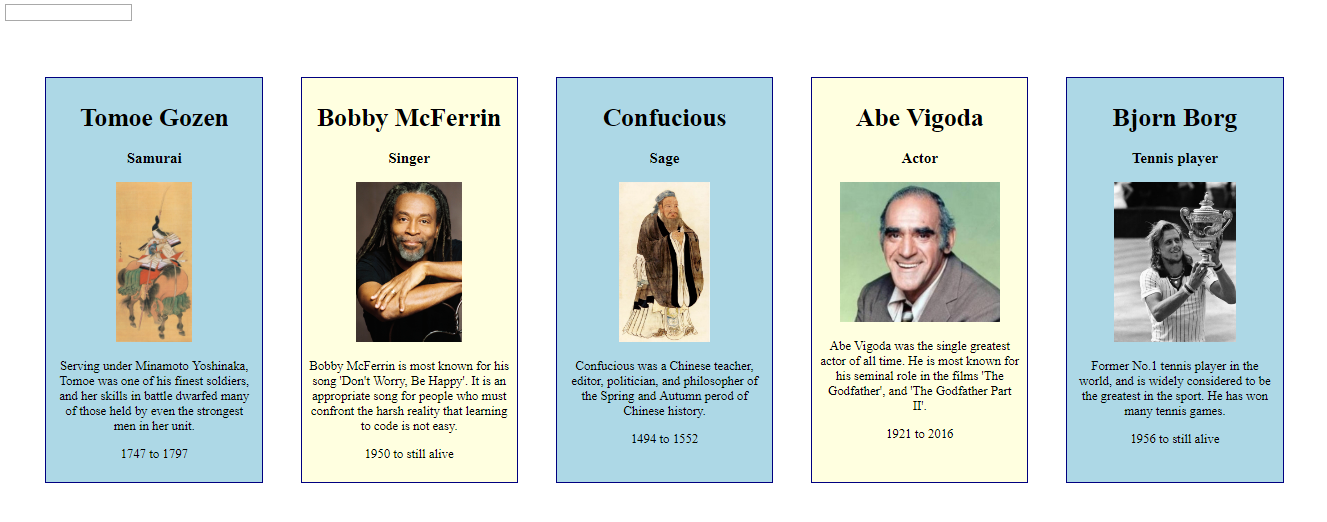 Tomoe Gozen
Samurai
Serving under Minamoto Yoshinaka,
Tomoe was one of his finest soldiers,
and her skills in battle dwarfed many
of those held by even the strongest
men in her unit.
1747 to 1797
Bobby McFerrin
Singer
Bobby McFerrin is most known for his
song 'Don't Worry, Be Happy'. It is an
appropriate song for people who must
confront the harsh reality that learning
to code is not easy.
1950 to still alive
Confucious
Sage
Confucious was a Chinese teacher,
editor, politician, and philosopher of
the Spring and Autumn perod of
Chinese history.
1494 to 1552
Abe Vigoda
Actor
Abe Vigoda was the single greatest
actor of all time. He is most known for
his seminal role in the films 'The
Godfather', and 'The Godfather Part
II'.
1921 to 2016
Bjorn Borg
Tennis player
Former No.1 tennis player in the
world, and is widely considered to be
the greatest in the sport. He has won
many tennis games.
1956 to still alive